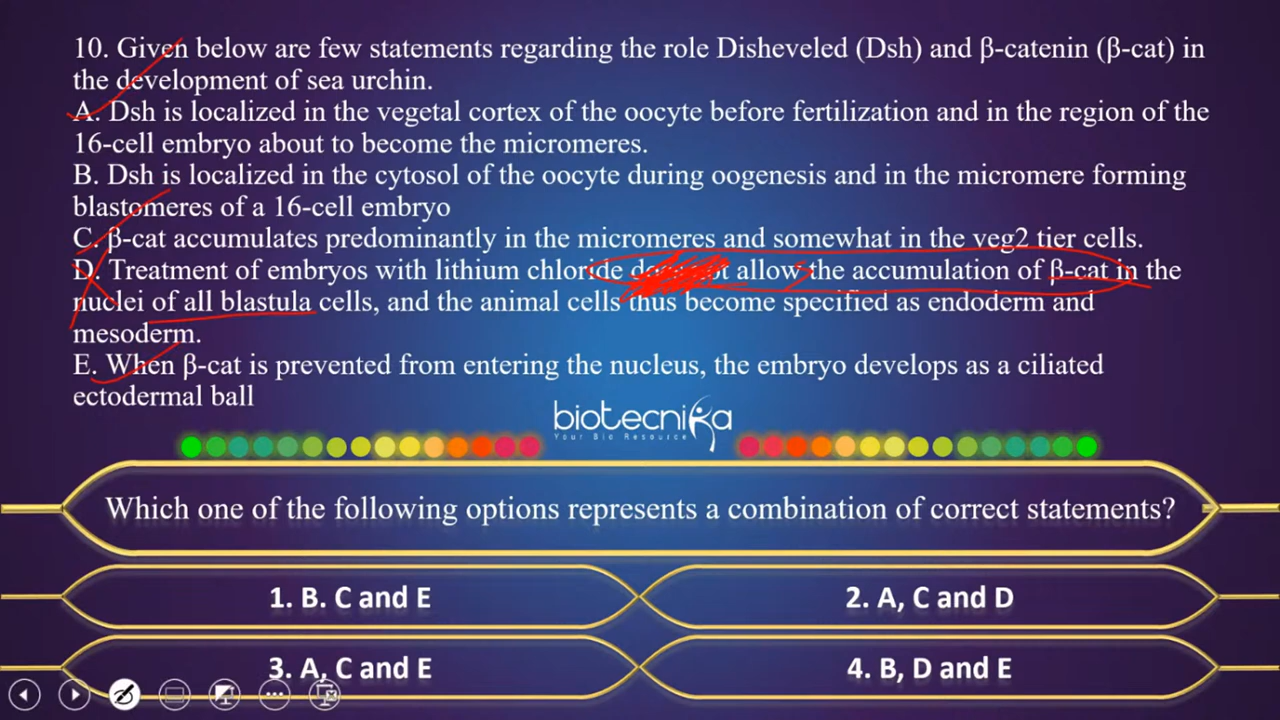 10. Given below are few statements regarding the role Disheveled (Dsh) and β-catenin (β-cat) in
the development of sea urchin.
A. Dsh is localized in the vegetal cortex of the oocyte before fertilization and in the region of the
16-cell embryo about to become the micromeres.
B. Dsh is localized in the cytosol of the oocyte during oogenesis and in the micromere forming
blastomeres of a 16-cell embryo
C. β-cat accumulates predominantly in the micromeres and somewhat in the veg2 tier cells.
D. Treatment of embryos with lithium chloride allow the accumulation of β-cat in the
nuclei of all blastula cells, and the animal cells thus become specified as endoderm and
mesoderm.
E. When β-cat is prevented from entering the nucleus, the embryo develops as a ciliated
ectodermal ball
biotecnika
Your Bio Resource
Which one of the following options represents a combination of correct statements?
1. B. C and E
2. A, C and D
3. A, C and E
4. B, D and E